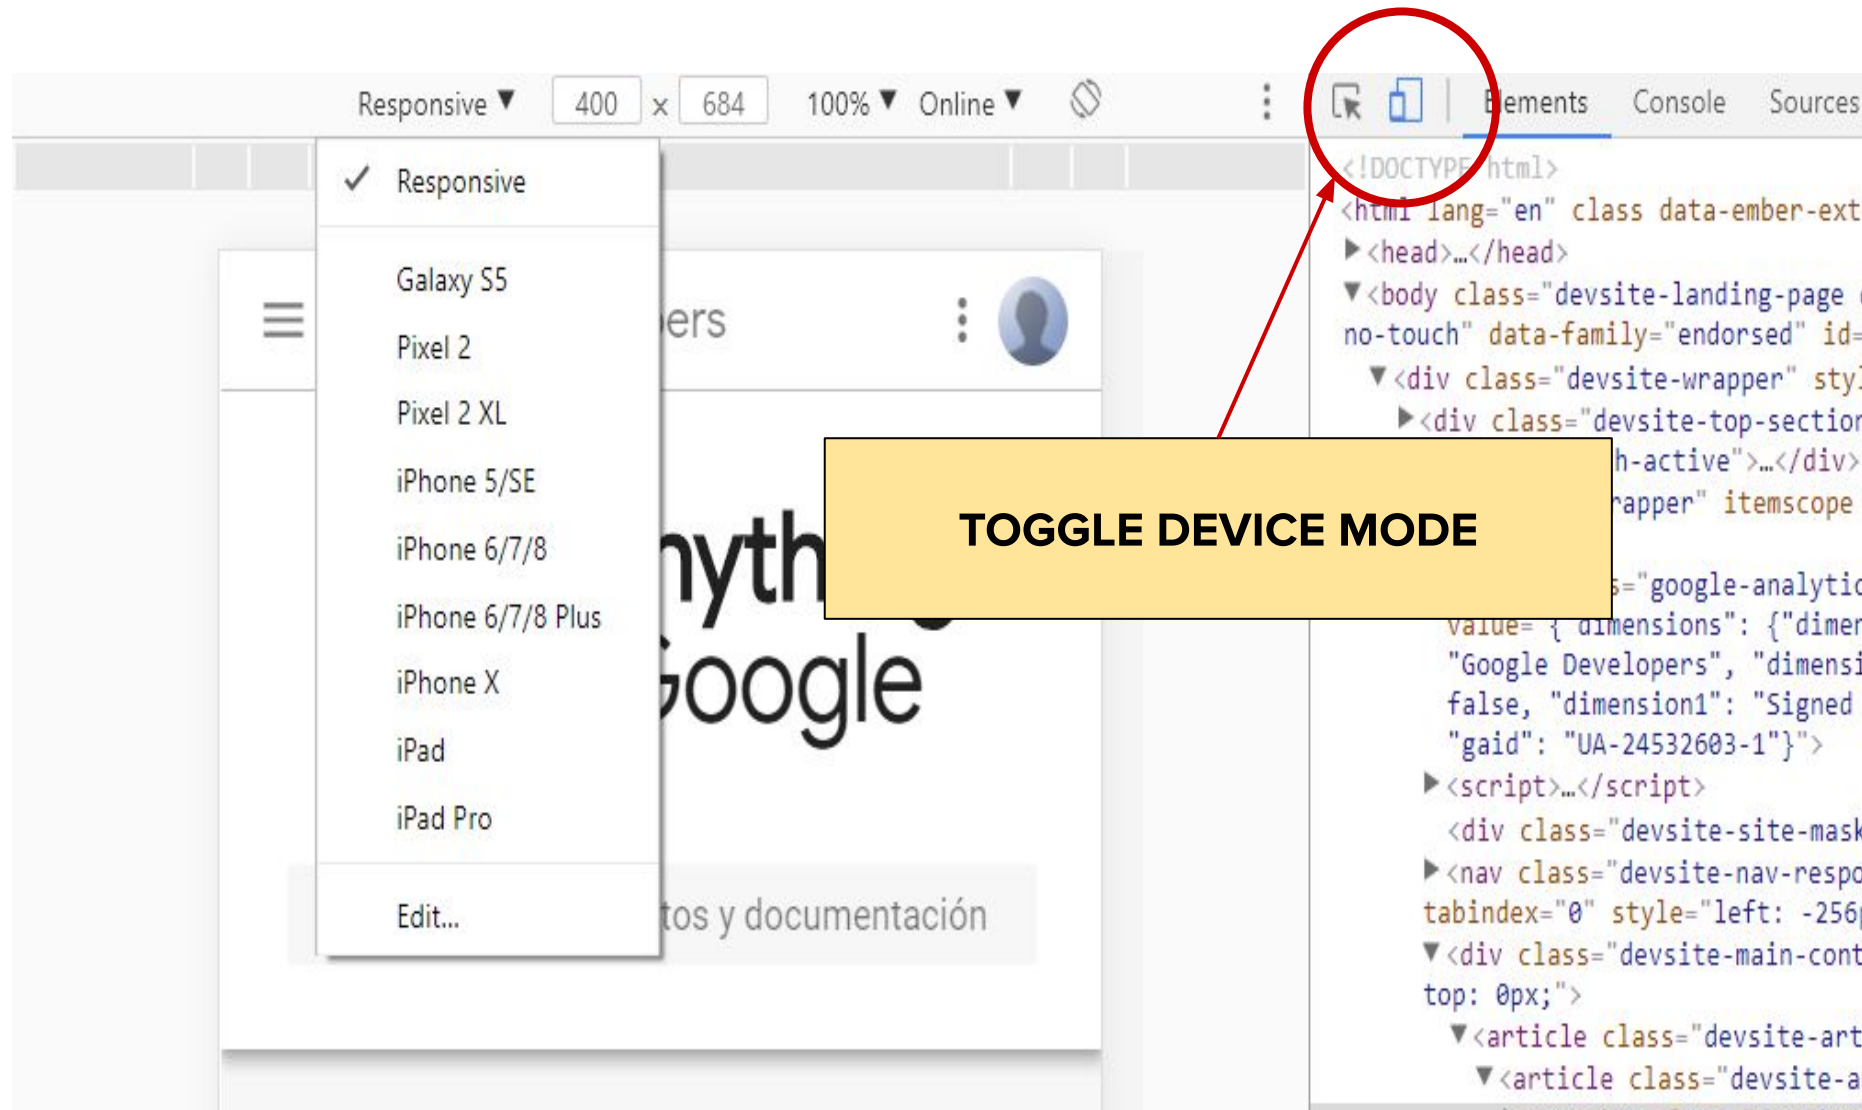 Responsive ▼ 400 x 684 100% ▼ Online ▼
Elements Console Sources
✓ Responsive
Galaxy S5
Pixel 2
Pixel 2 XL
iPhone 5/SE
iPhone 6/7/8
iPhone 6/7/8 Plus
iPhone X
iPad
iPad Pro
Edit...
ers
nyth
Google
tos y documentación
TOGGLE DEVICE MODE
<!DOCTYPE html>
<html lang="en" class data-ember-ext
▶<head>…</head>
▼<body class="devsite-landing-page
no-touch" data-family="endorsed" id=
▼<div class="devsite-wrapper" styl
▶<div class="devsite-top-section
h-active">…</div>
rapper" itemscope
="google-analytic
value= { dimensions": {"dimen
"Google Developers", "dimensi
false, "dimension1": "Signed
"gaid": "UA-24532603-1"}">
▶<script>…</script>
<div class="devsite-site-mask
▶<nav class="devsite-nav-respo
tabindex="0" style="left: -256p
▼<div class="devsite-main-cont
top: 0px;">
▼<article class="devsite-art
▼<article class="devsite-a